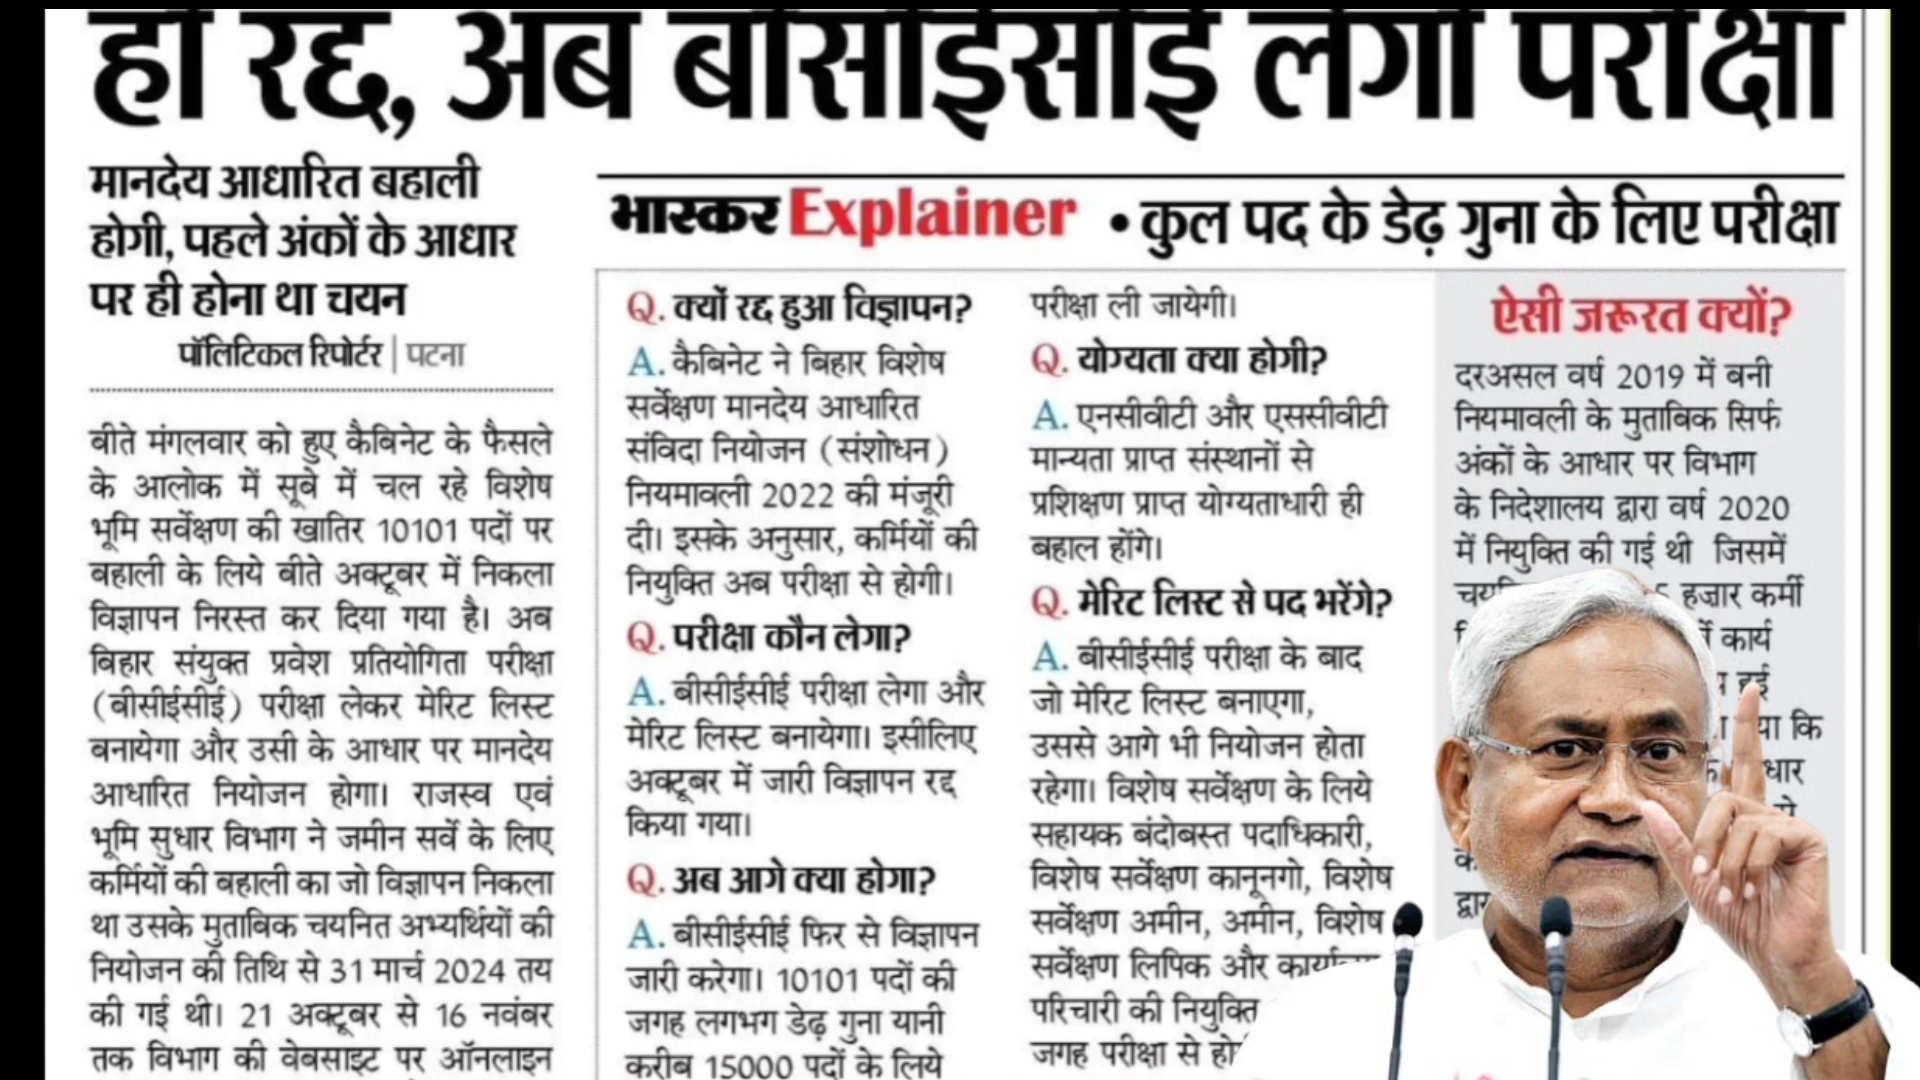 हो रद्द, अब बीसीईसीई लेगी परीक्षा
मानदेय आधारित बहाली
होगी, पहले अंकों के आधार
पर ही होना था चयन
पॉलिटिकल रिपोर्टर | पटना
बीते मंगलवार को हुए कैबिनेट के फैसले
के आलोक में सूबे में चल रहे विशेष
भूमि सर्वेक्षण की खातिर 10101 पदों पर
बहाली के लिये बीते अक्टूबर में निकला
विज्ञापन निरस्त कर दिया गया है। अब
बिहार संयुक्त प्रवेश प्रतियोगिता परीक्षा
(बीसीईसीई) परीक्षा लेकर मेरिट लिस्ट
बनायेगा और उसी के आधार पर मानदेय
आधारित नियोजन होगा। राजस्व एवं
भूमि सुधार विभाग ने जमीन सर्वे के लिए
कर्मियों की बहाली का जो विज्ञापन निकला
था उसके मुताबिक चयनित अभ्यर्थियों की
नियोजन की तिथि से 31 मार्च 2024 तय
की गई थी। 21 अक्टूबर से 16 नवंबर
तक विभाग की वेबसाइट पर ऑनलाइन
भास्कर Explainer • कुल पद के डेढ़ गुना के लिए परीक्षा
Q. क्यों रद्द हुआ विज्ञापन?
A. कैबिनेट ने बिहार विशेष
सर्वेक्षण मानदेय आधारित
संविदा नियोजन (संशोधन)
नियमावली 2022 की मंजूरी
दी। इसके अनुसार, कर्मियों की
नियुक्ति अब परीक्षा से होगी।
Q. परीक्षा कौन लेगा?
A. बीसीईसीई परीक्षा लेगा और
मेरिट लिस्ट बनायेगा। इसीलिए
अक्टूबर में जारी विज्ञापन रद्द
किया गया।
Q. अब आगे क्या होगा?
A. बीसीईसीई फिर से विज्ञापन
जारी करेगा। 10101 पदों की
जगह लगभग डेढ़ गुना यानी
करीब 15000 पदों के लिये
परीक्षा ली जायेगी।
Q. योग्यता क्या होगी?
A. एनसीवीटी और एससीवीटी
मान्यता प्राप्त संस्थानों से
प्रशिक्षण प्राप्त योग्यताधारी ही
बहाल होंगे।
Q. मेरिट लिस्ट से पद भरेंगे?
A. बीसीईसीई परीक्षा के बाद
जो मेरिट लिस्ट बनाएगा,
उससे आगे भी नियोजन होता
रहेगा। विशेष सर्वेक्षण के लिये
सहायक बंदोबस्त पदाधिकारी,
विशेष सर्वेक्षण कानूनगो, विशेष
सर्वेक्षण अमीन, अमीन, विशेष
सर्वेक्षण लिपिक और
परिचारी की नियुक्ति
जगह परीक्षा से
ऐसी जरूरत क्यों?
दरअसल वर्ष 2019 में बनी
नियमावली के मुताबिक सिर्फ
अंकों के आधार पर विभाग
के निदेशालय द्वारा वर्ष 2020
में नियुक्ति की गई थी जिसमें
हजार कर्मी
कार्य
हुई
कि